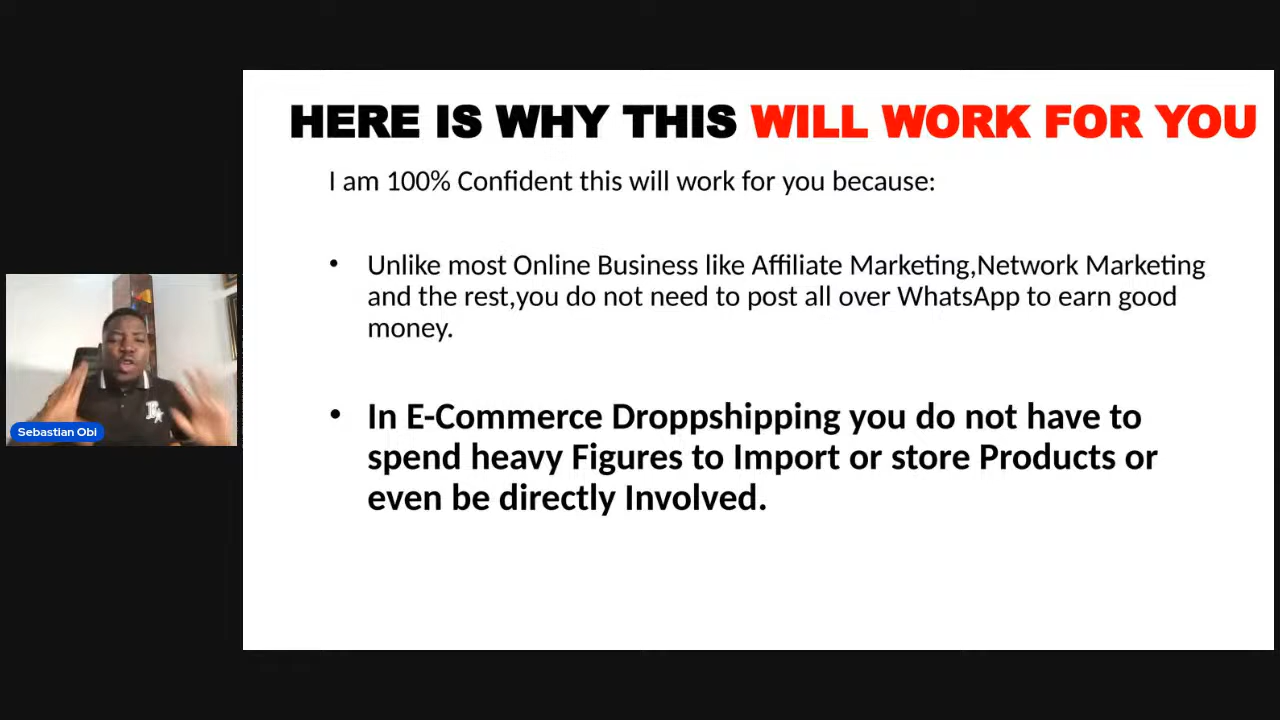 HERE IS WHY THIS WILL WORK FOR YOU
I am 100% Confident this will work for you because:
• Unlike most Online Business like Affiliate Marketing,Network Marketing
and the rest,you do not need to post all over WhatsApp to earn good
money.
• In E-Commerce Droppshipping you do not have to
spend heavy Figures to Import or store Products or
even be directly Involved.
Sebastian Obi